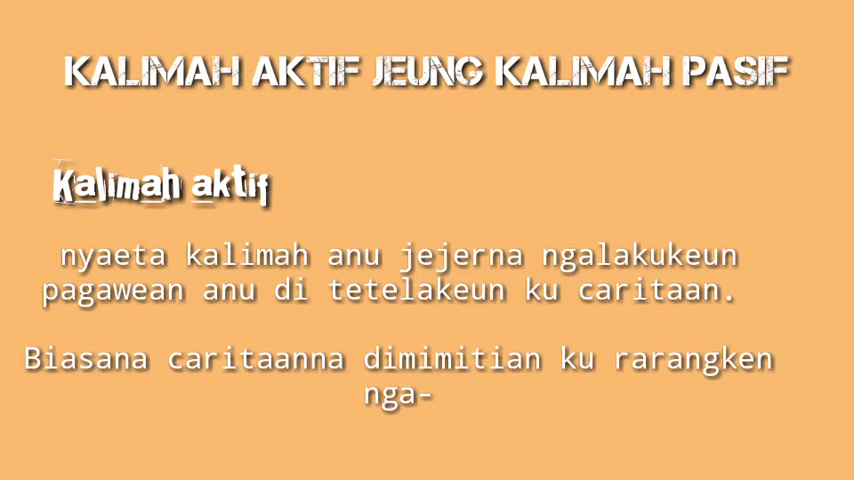 KALIMAH AKTIF JEUNG KALIMAH PASIF
Kalimah aktif
nyaeta kalimah anu jejerna ngalakukeun
pagawean anu di tetelakeun ku caritaan.
Biasana caritaanna dimimitian ku rarangken
nga-